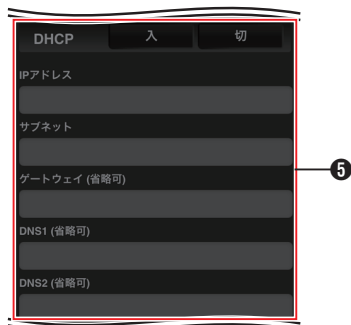 DHCP 入 切
IPアドレス
サブネット
ゲートウェイ (省略可)
❺
DNS1 (省略可)
DNS2 (省略可)